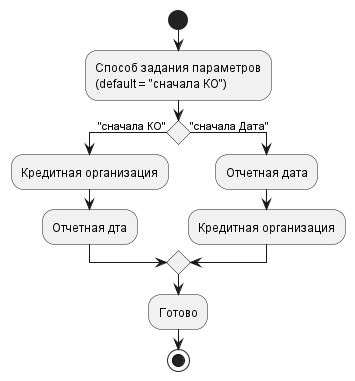 Способ задания параметров
(default = "сначала КО")
"сначала КО"
"сначала Дата"
Кредитная организация
Отчетная дата
Отчетная дта
Кредитная организация
Готово